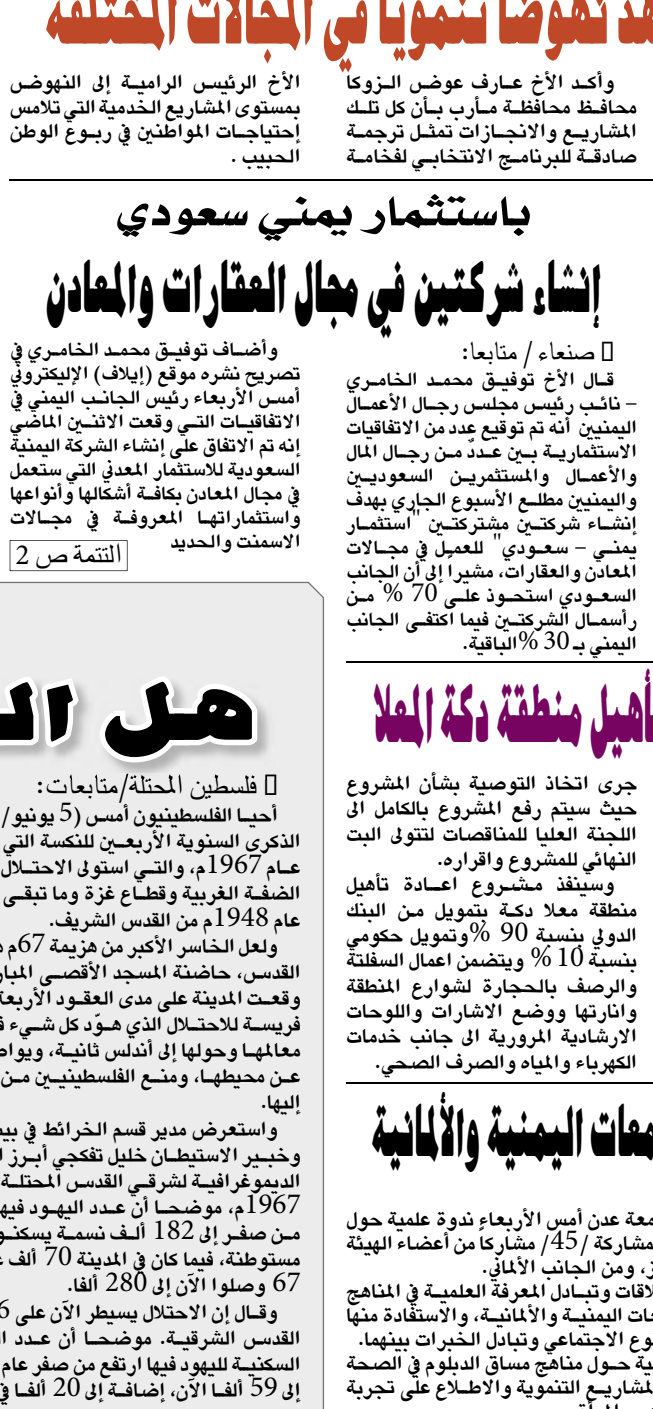 هد نهوضاً تنموياً في المجالات المختلفة
وأكد الأخ عارف عوض الزوكا
محافظ محافظة مأرب بأن كل تلك
المشاريع والانجازات تمثل ترجمة
صادقة للبرنامج الانتخابي لفخامة
الأخ الرئيس الرامية إلى النهوض
بمستوى المشاريع الخدمية التي تلامس
إحتياجات المواطنين في ربوع الوطن
الحبيب .
باستثمار يمني سعودي
إنشاء شركتين في مجال العقارات والمعادن
صنعاء / متابعا:
قال الأخ توفيق محمد الخامري
– نائب رئيس مجلس رجال الأعمال
اليمنيين أنه تم توقيع عدد من الاتفاقيات
الاستثمارية بين عددٌ من رجال المال
والأعمال والمستثمرين السعوديين
واليمنيين مطلع الأسبوع الجاري بهدف
إنشاء شركتين مشتركتين "استثمار
يمني – سعودي" للعمل في مجالات
المعادن والعقارات، مشيراً إلى أن الجانب
السعودي استحوذ على 70 % من
رأسمال الشركتين فيما اكتفى الجانب
اليمني بـ 30 %الباقية.
وأضاف توفيق محمد الخامري في
تصريح نشره موقع (إيلاف) الإليكتروني
أمس الأربعاء رئيس الجانب اليمني في
الاتفاقيات التي وقعت الاثنين الماضي
إنه تم الاتفاق على إنشاء الشركة اليمنية
السعودية للاستثمار المعدني التي ستعمل
في مجال المعادن بكافة أشكالها وأنواعها
واستثماراتها المعروفة في مجالات
الاسمنت والحديد
التتمة ص 2
أهيل منطقة دكة المعلا
جرى اتخاذ التوصية بشأن المشروع
حيث سيتم رفع المشروع بالكامل الى
اللجنة العليا للمناقصات لتتولى البت
النهائي للمشروع واقراره.
وسينفذ مشروع اعادة تأهيل
منطقة معلا دكة بتمويل من البنك
الدولي بنسبة 90 %وتمويل حكومي
بنسبة 10 % ويتضمن اعمال السفلتة
والرصف بالحجارة لشوارع المنطقة
وانارتها ووضع الاشارات واللوحات
الارشادية المرورية الى جانب خدمات
الكهرباء والمياه والصرف الصحي.
معات اليمنية والألمانية
معة عدن أمس الأربعاء ندوة علمية حول
مشاركة /45/ مشاركاً من أعضاء الهيئة
ز، ومن الجانب الألماني.
لاقات وتبادل المعرفة العلمية في المناهج
حات اليمنية والألمانية، والاستفادة منها
وع الاجتماعي وتبادل الخبرات بينهما.
ية حول مناهج مساق الدبلوم في الصحة
لمشاريع التنموية والاطلاع على تجربة
هل ال
فلسطين المحتلة/متابعات:
أحيا الفلسطينيون أمس (5 يونيو/
الذكرى السنوية الأربعين للنكسة التي
عام 1967م، والتي استولى الاحتلال
الضفة الغربية وقطاع غزة وما تبقى
عام 1948م من القدس الشريف.
ولعل الخاسر الأكبر من هزيمة 67م ه
القدس، حاضنة المسجد الأقصى المبار
وقعت المدينة على مدى العقود الأربعة
فريسة للاحتلال الذي هوّد كل شيء ف
معالمها وحولها إلى أندلس ثانية، ويواص
عن محيطها، ومنع الفلسطينيين من
إليها.
واستعرض مدير قسم الخرائط في بي
وخبير الاستيطان خليل تفكجي أبرز ا
الديموغرافية لشرقي القدس المحتلة
1967م، موضحاً أن عدد اليهود فيها
من صفر إلى 182 ألف نسمة يسكنو
مستوطنة، فيما كان في المدينة 70 ألف ع
67 وصلوا الآن إلى 280 ألفا.
وقال إن الاحتلال يسيطر الآن على 6
القدس الشرقية. موضحاً أن عدد ال
السكنية لليهود فيها ارتفع من صفر عام
إلى 59 ألفاً الآن، إضافة إلى 20 ألفاً في